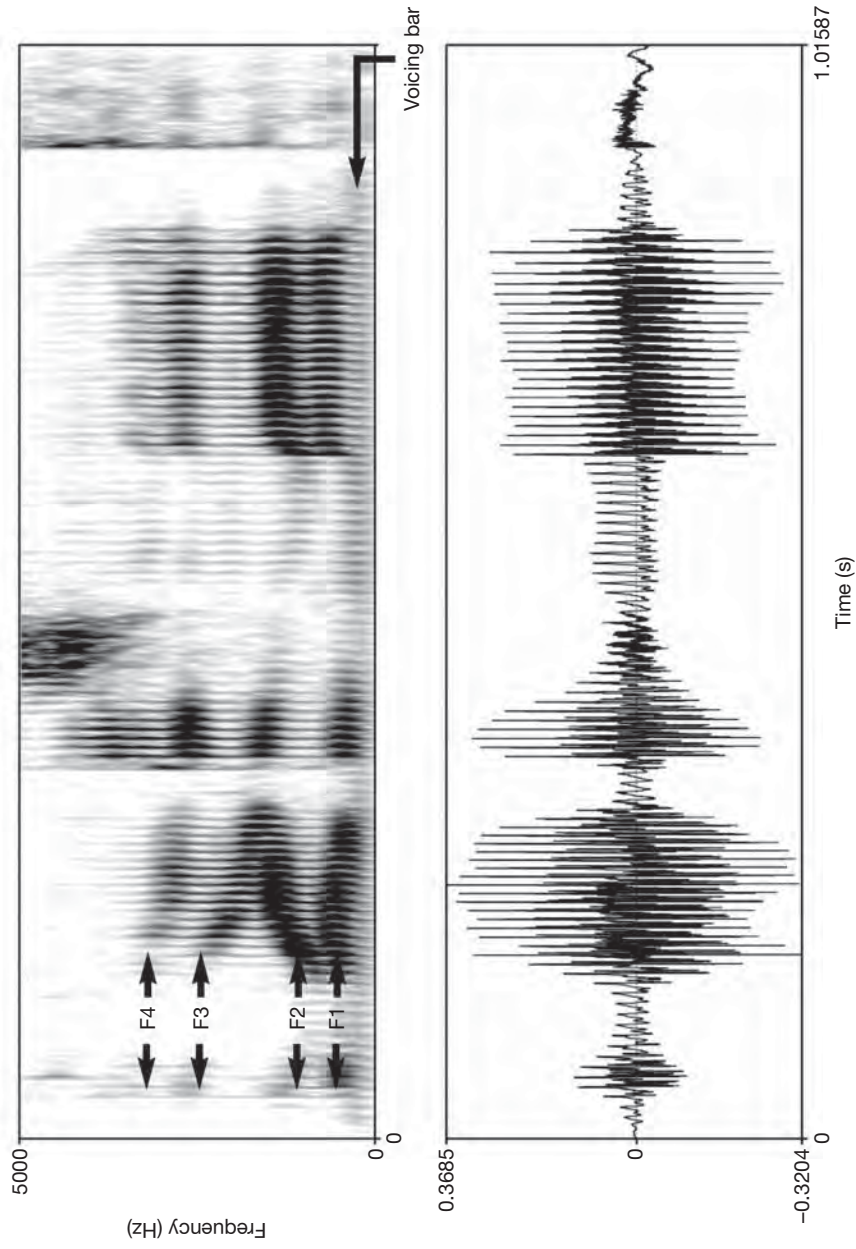 5000
Frequency (Hz)
0
F4
F3
F2
F1
Voicing bar
0
0.3685
0
−0.3204
0
Time (s)
1.01587